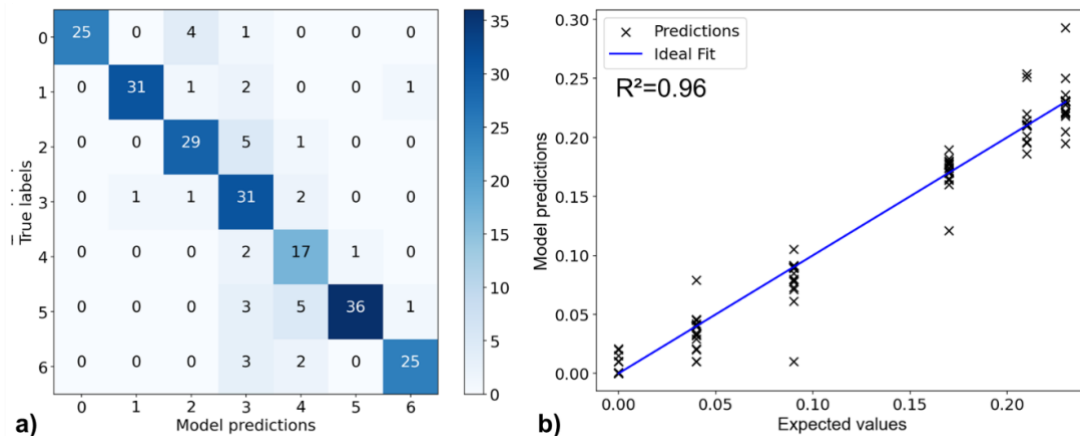 0 25 0 4 1 0 0 0
1 0 31 1 2 0 0 1
2 0 0 29 5 1 0 0
3 0 1 1 31 2 0 0
4 0 0 0 2 17 1 0
5 0 0 0 3 5 36 1
6 0 0 0 3 2 0 25
0 1 2 3 4 5 6
True labels
Model predictions
a)
35
30
25
20
15
10
5
0
Predictions
Ideal Fit
R²=0.96
0.30
0.25
0.20
0.15
0.10
0.05
0.00
Model predictions
0.00 0.05 0.10 0.15 0.20
Expected values
b)